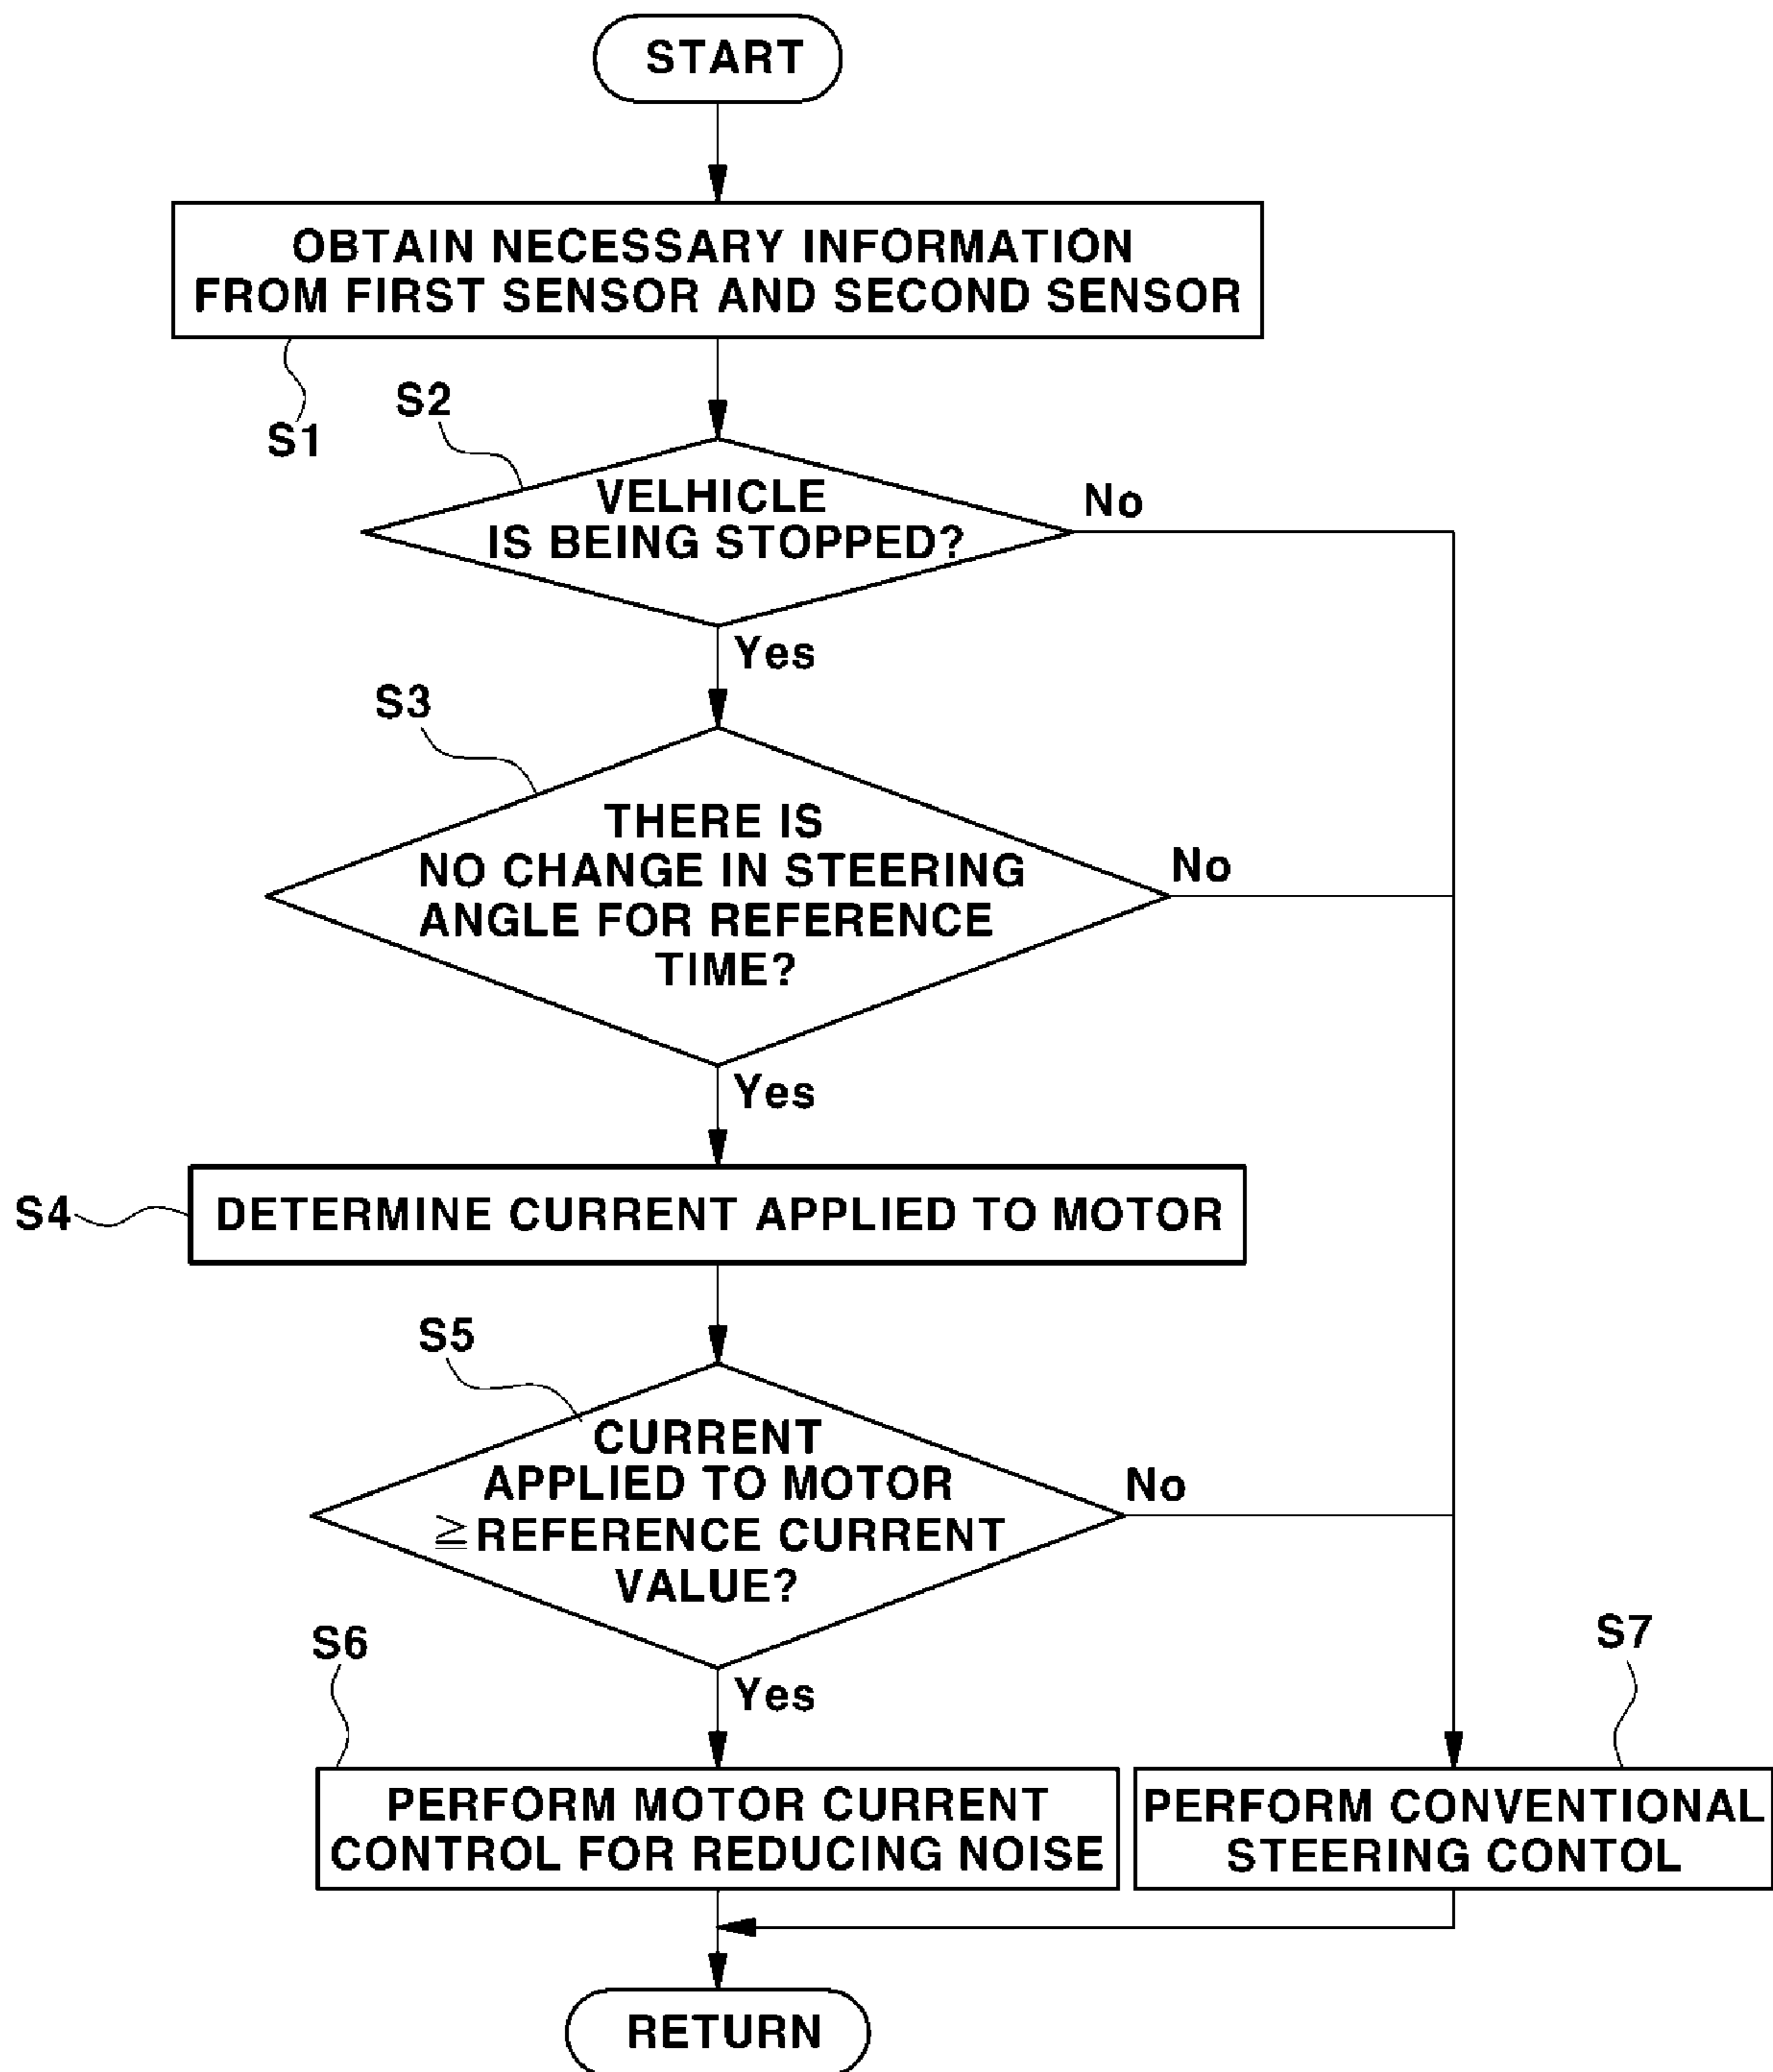 START
OBTAIN NECESSARY INFORMATION
FROM FIRST SENSOR AND SECOND SENSOR
S1
S2
VELHICLE
IS BEING STOPPED?
No
Yes
S3
THERE IS
NO CHANGE IN STEERING
ANGLE FOR REFERENCE
TIME?
No
Yes
S4
DETERMINE CURRENT APPLIED TO MOTOR
S5
CURRENT
APPLIED TO MOTOR
≧REFERENCE CURRENT
VALUE?
No
Yes
S6
PERFORM MOTOR CURRENT
CONTROL FOR REDUCING NOISE
S7
PERFORM CONVENTIONAL
STEERING CONTOL
RETURN